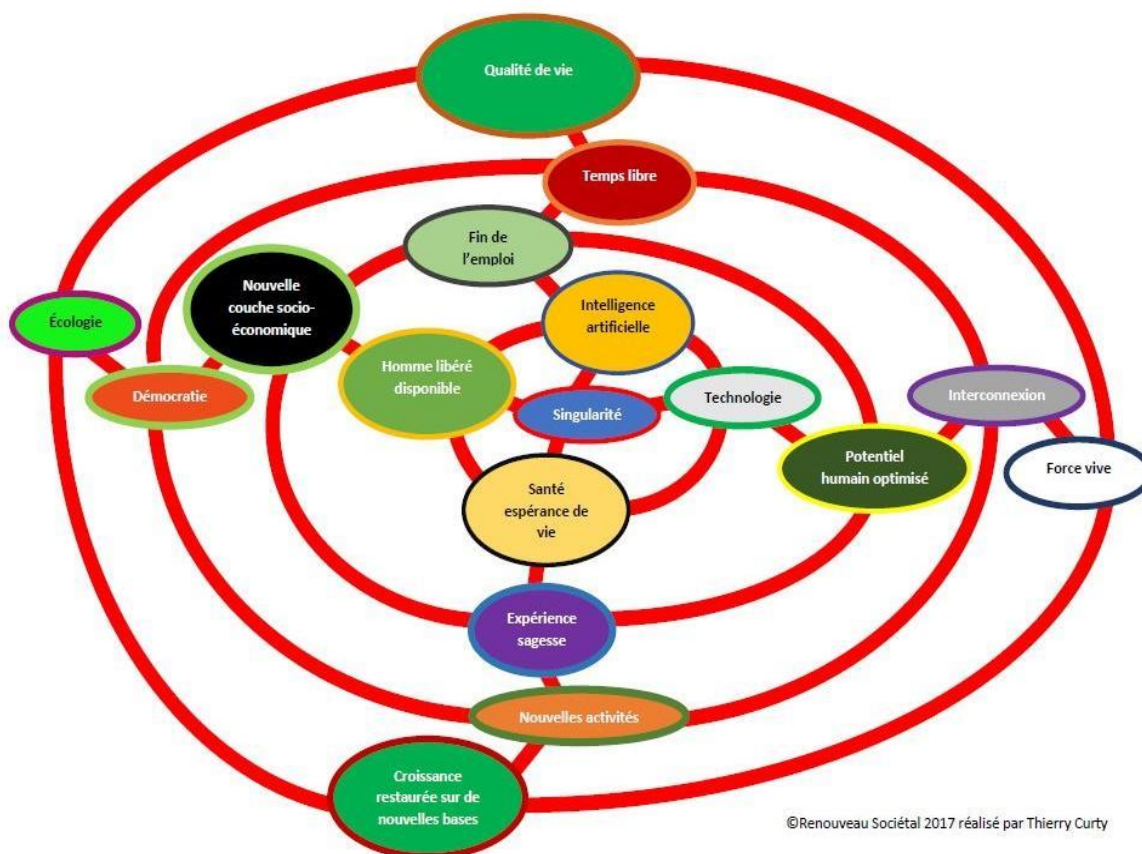 Qualité de vie
Temps libre
Fin de
l'emploi
Nouvelle
couche socio-
économique
Intelligence
artificielle
Écologie
Homme libéré
disponible
Démocratie
Singularité
Technologie
Interconnexion
Potentiel
humain optimisé
Force vive
Santé
espérance de
vie
Expérience
sagesse
Nouvelles activités
Croissance
restaurée sur de
nouvelles bases
©Renouveau Sociétal 2017 réalisé par Thierry Curty